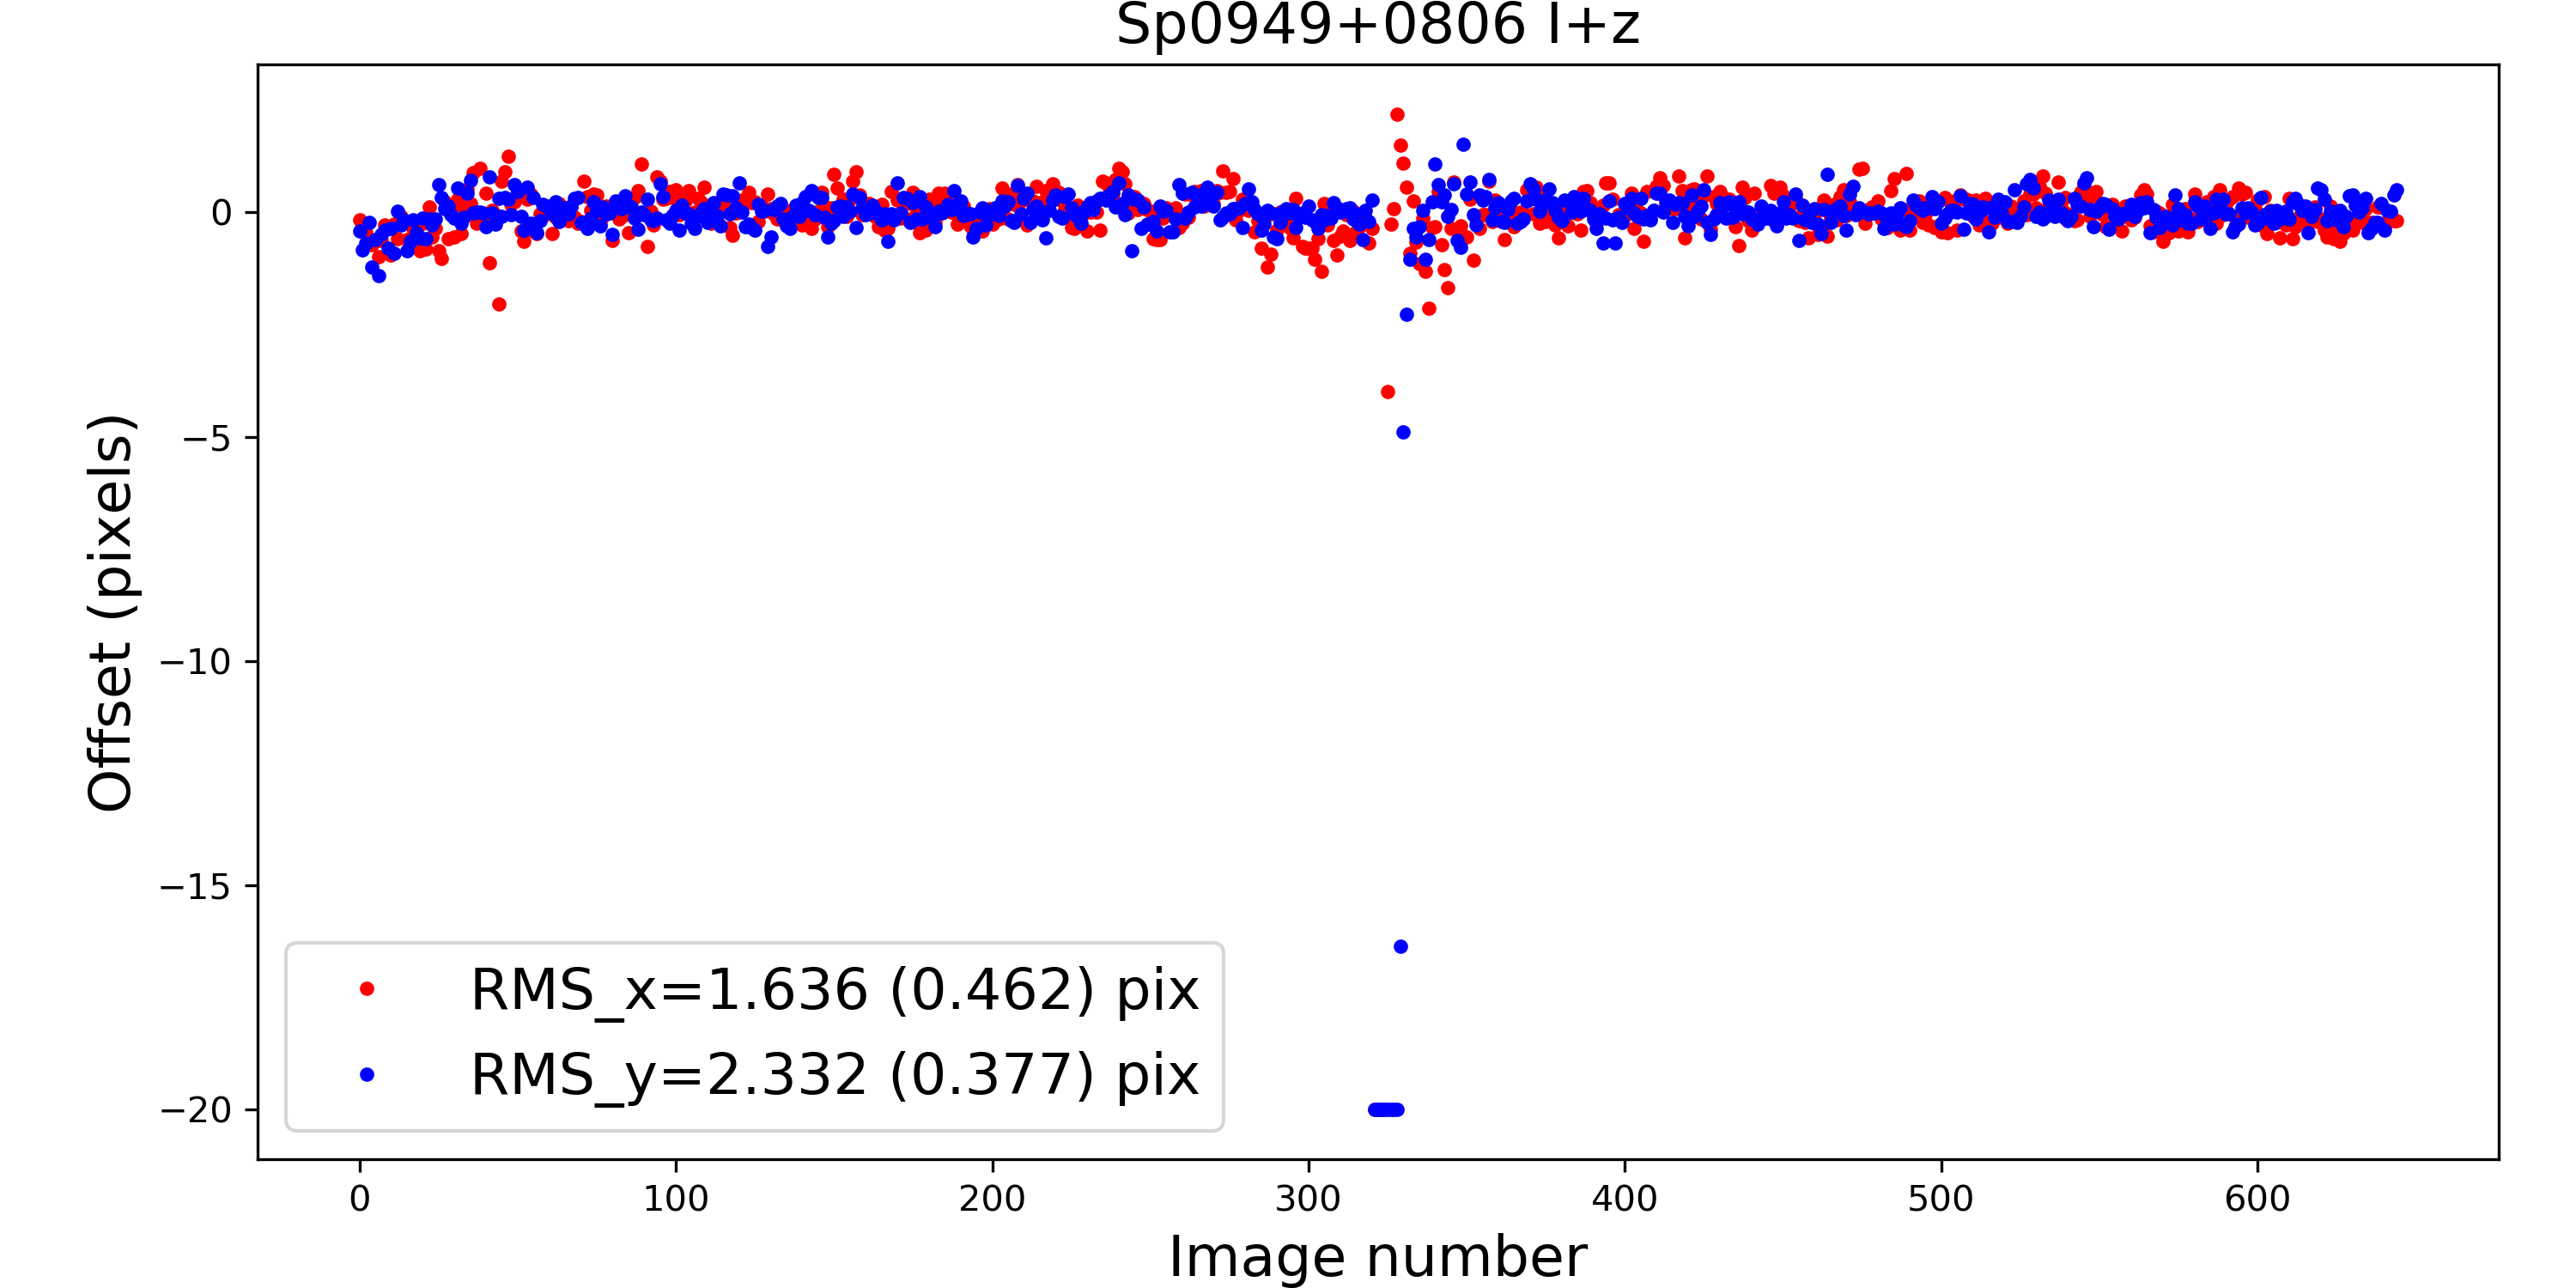 Sp0949+0806 I+z
Offset (pixels)
0
−5
−10
−15
−20
RMS_x=1.636 (0.462) pix
RMS_y=2.332 (0.377) pix
0 100 200 300 400 500 600
Image number